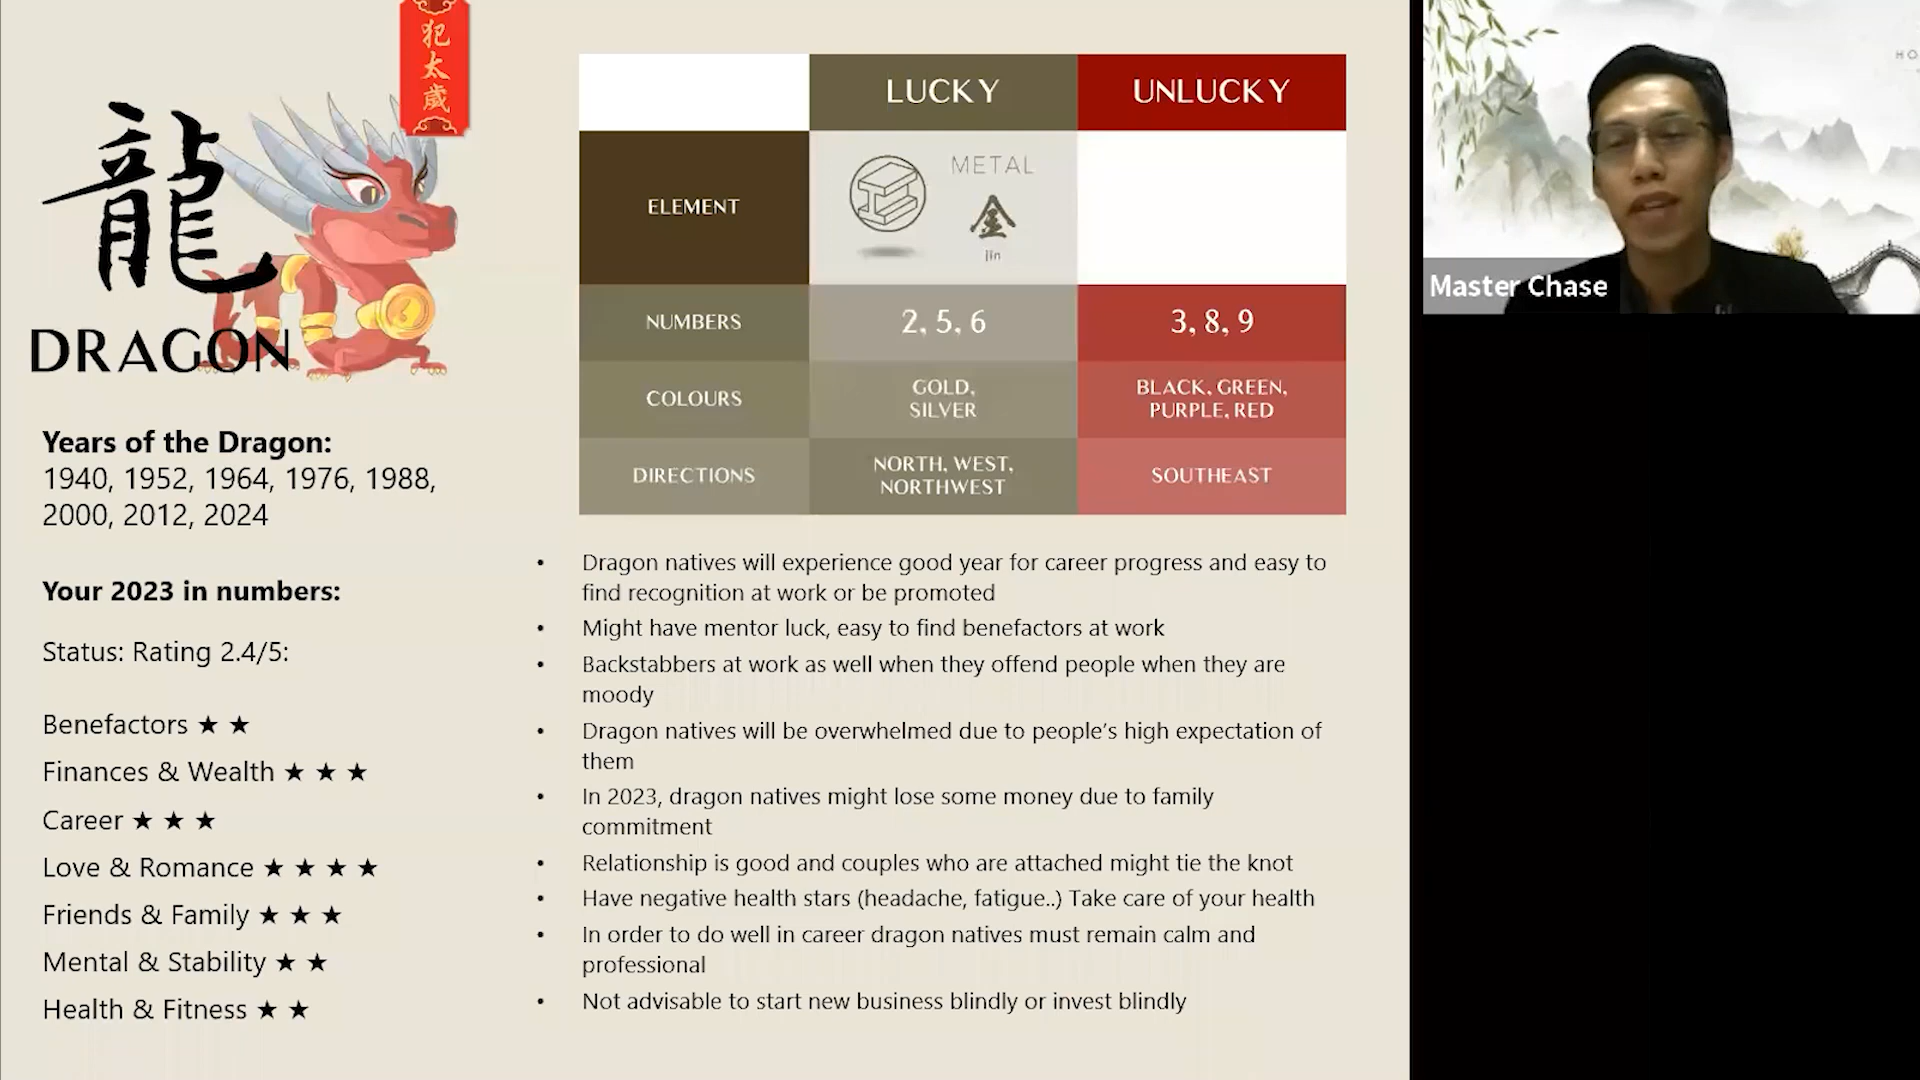 犯太歲
龍
DRAGON
Years of the Dragon:
1940, 1952, 1964, 1976, 1988,
2000, 2012, 2024
Your 2023 in numbers:
Status: Rating 2.4/5:
Benefactors ★ ★
Finances & Wealth ★ ★ ★
Career ★ ★ ★
Love & Romance ★ ★ ★ ★
Friends & Family ★ ★ ★
Mental & Stability ★ ★
Health & Fitness ★ ★
LUCKY UNLUCKY
ELEMENT
METAL
金
jin
NUMBERS 2, 5, 6 3, 8, 9
COLOURS
GOLD,
SILVER
BLACK, GREEN,
PURPLE, RED
DIRECTIONS
NORTH, WEST,
NORTHWEST
SOUTHEAST
• Dragon natives will experience good year for career progress and easy to
find recognition at work or be promoted
• Might have mentor luck, easy to find benefactors at work
• Backstabbers at work as well when they offend people when they are
moody
• Dragon natives will be overwhelmed due to people’s high expectation of
them
• In 2023, dragon natives might lose some money due to family
commitment
• Relationship is good and couples who are attached might tie the knot
• Have negative health stars (headache, fatigue..) Take care of your health
• In order to do well in career dragon natives must remain calm and
professional
• Not advisable to start new business blindly or invest blindly
HO
Master Chase